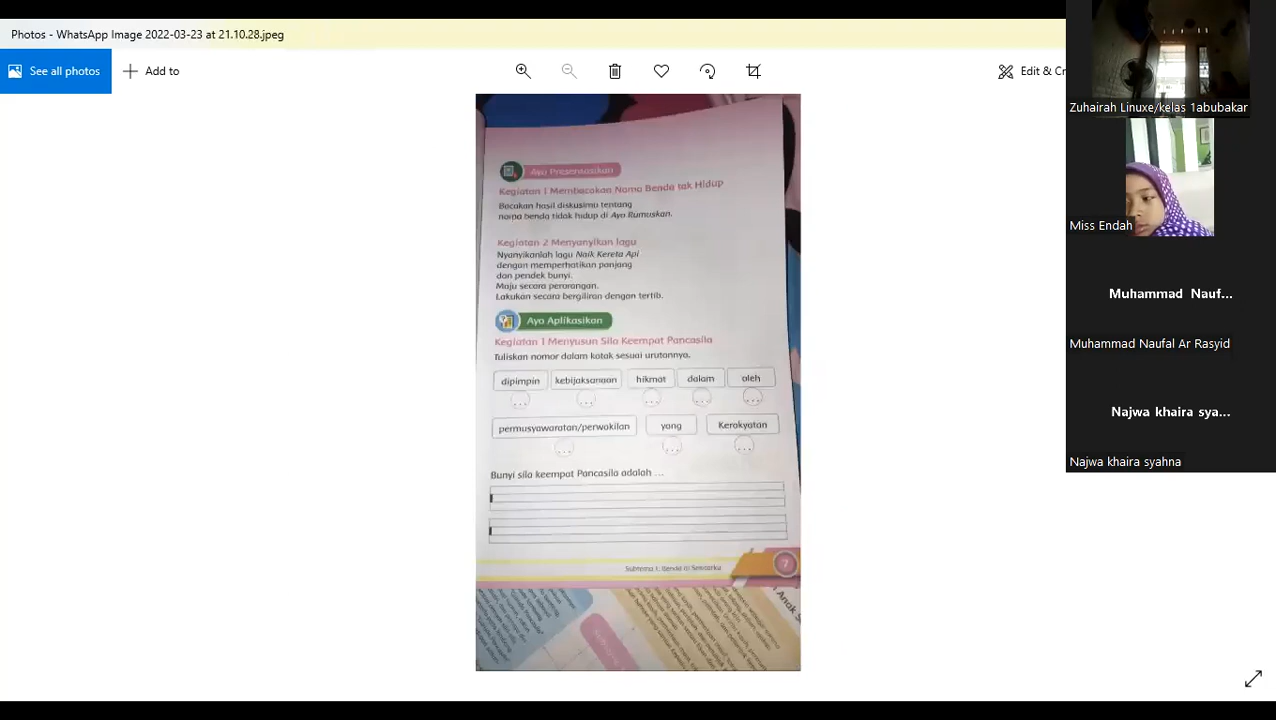 Photos - WhatsApp Image 2022-03-23 at 21.10.28.jpeg
See all photos
Add to
Edit & Cr
Ayo Presentasikan
Kegiatan 1 Membacakan Nama Benda tak Hidup
Bacakan hasil diskusimu tentang
nama benda tidak hidup di Ayo Rumuskan.
Kegiatan 2 Menyanyikan lagu
Nyanyikanlah lagu Naik Kereta Api
dengan memperhatikan panjang
dan pendek bunyi.
Maju secara perorangan.
Lakukan secara bergiliran dengan tertib.
Ayo Aplikasikan
Kegiatan 1 Menyusun Sila Keempat Pancasila
Tuliskan nomor dalam kotak sesuai urutannya.
dipimpin kebijaksanaan hikmat dalam oleh
... ... ... ... ...
permusyawaratan/perwakilan yang Kerakyatan
... ... ...
Bunyi sila keempat Pancasila adalah ...
Subtema 1: Benda di Sekitarku
7
Zuhairah Linuxe/kelas 1abubakar
Miss Endah
Muhammad Nauf...
Muhammad Naufal Ar Rasyid
Najwa khaira sya...
Najwa khaira syahna